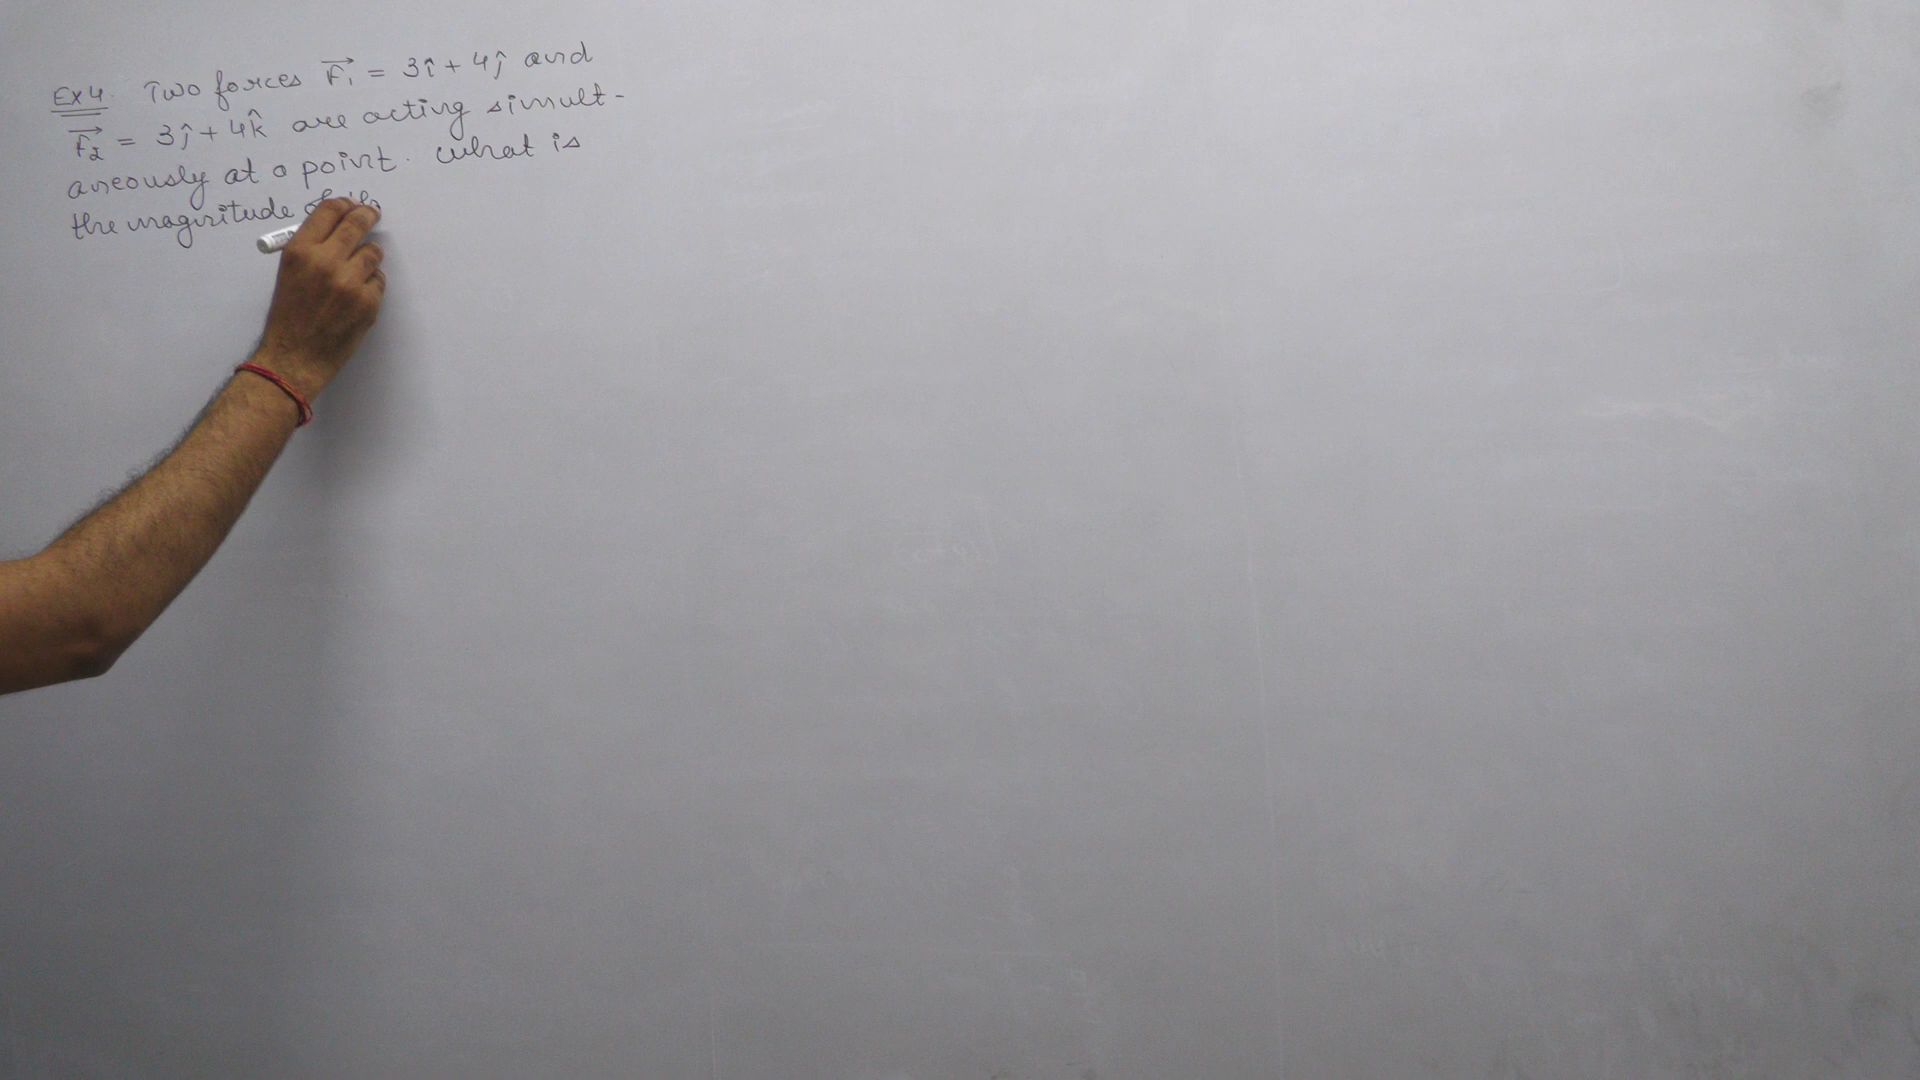 Ex4. Two forces F₁⃗ = 3î + 4ĵ and
F₂⃗ = 3ĵ + 4k̂ are acting simult-
aneously at a point. What is
the magnitude of